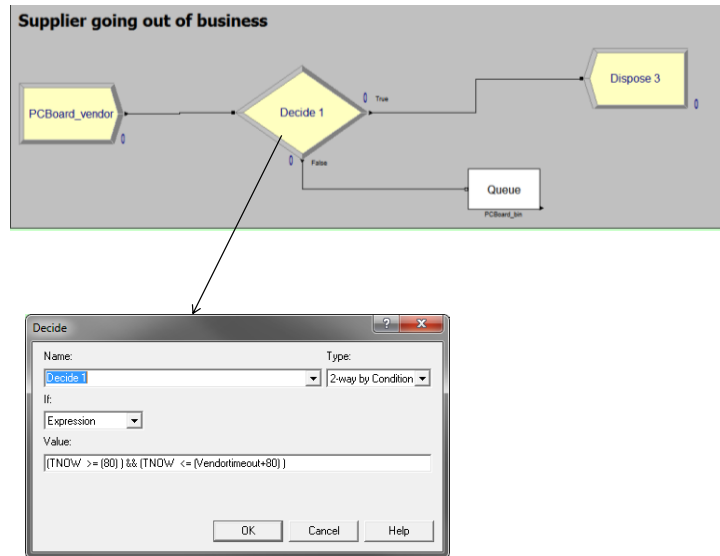 Supplier going out of business
PCBoard_vendor
0
Decide 1
0 True
0 False
Dispose 3
0
Queue
PCBoard_bin
Decide
?
X
Name:
Type:
Decide 1
2-way by Condition
If:
Expression
Value:
(TNOW >= (80) ) && (TNOW <= (Vendortimeout+80) )
OK
Cancel
Help